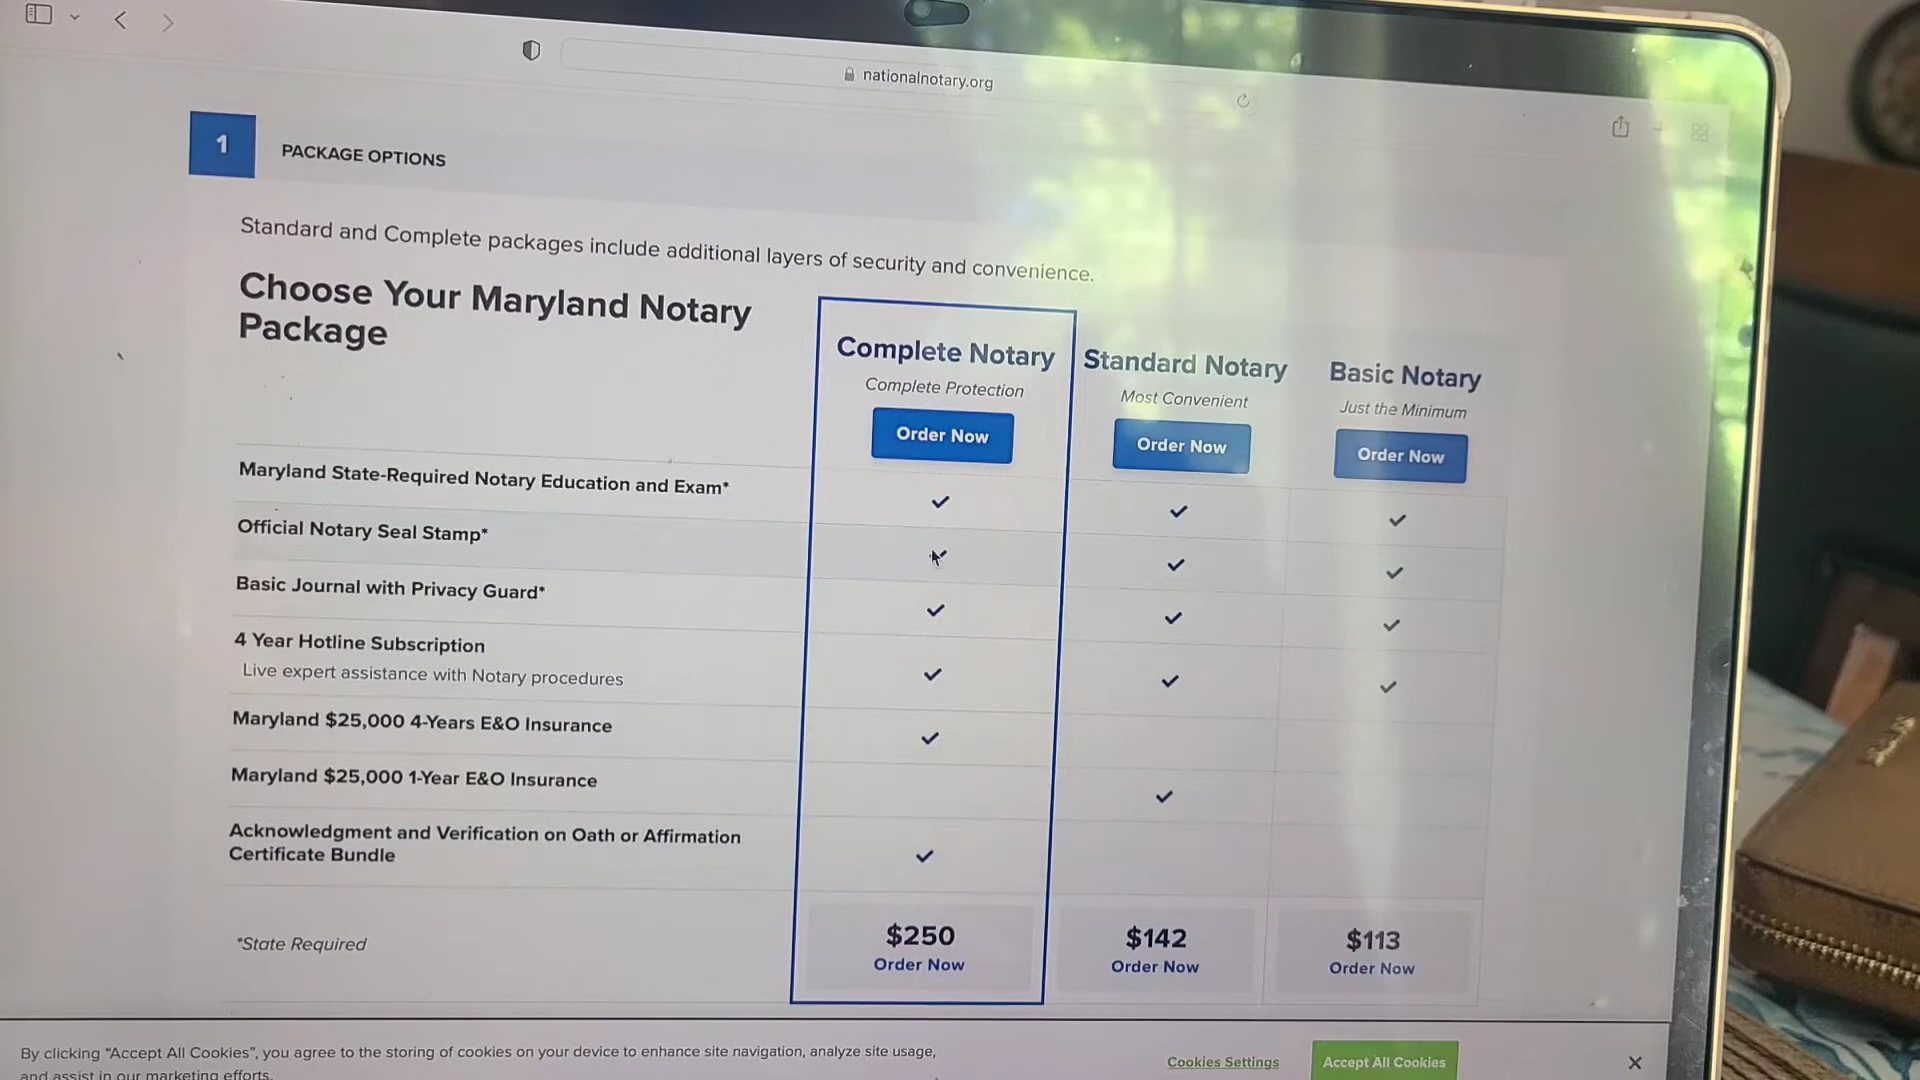 nationalnotary.org
1
PACKAGE OPTIONS
Standard and Complete packages include additional layers of security and convenience.
Choose Your Maryland Notary
Package
Complete Notary
Complete Protection
Order Now
Standard Notary
Most Convenient
Order Now
Basic Notary
Just the Minimum
Order Now
Maryland State-Required Notary Education and Exam*
Official Notary Seal Stamp*
Basic Journal with Privacy Guard*
4 Year Hotline Subscription
Live expert assistance with Notary procedures
Maryland $25,000 4-Years E&O Insurance
Maryland $25,000 1-Year E&O Insurance
Acknowledgment and Verification on Oath or Affirmation
Certificate Bundle
*State Required
$250
Order Now
$142
Order Now
$113
Order Now
By clicking “Accept All Cookies”, you agree to the storing of cookies on your device to enhance site navigation, analyze site usage,
and assist in our marketing efforts.
Cookies Settings
Accept All Cookies